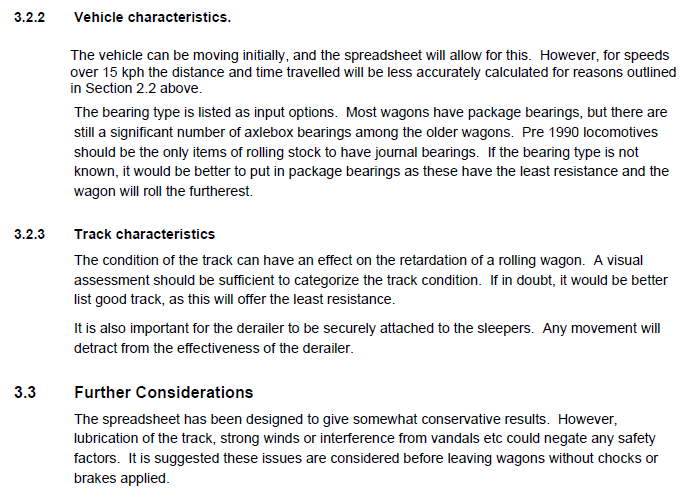 3.2.2 Vehicle characteristics.
The vehicle can be moving initially, and the spreadsheet will allow for this. However, for speeds
over 15 kph the distance and time travelled will be less accurately calculated for reasons outlined
in Section 2.2 above.
The bearing type is listed as input options. Most wagons have package bearings, but there are
still a significant number of axlebox bearings among the older wagons. Pre 1990 locomotives
should be the only items of rolling stock to have journal bearings. If the bearing type is not
known, it would be better to put in package bearings as these have the least resistance and the
wagon will roll the furtherest.
3.2.3 Track characteristics
The condition of the track can have an effect on the retardation of a rolling wagon. A visual
assessment should be sufficient to categorize the track condition. If in doubt, it would be better
list good track, as this will offer the least resistance.
It is also important for the derailer to be securely attached to the sleepers. Any movement will
detract from the effectiveness of the derailer.
3.3 Further Considerations
The spreadsheet has been designed to give somewhat conservative results. However,
lubrication of the track, strong winds or interference from vandals etc could negate any safety
factors. It is suggested these issues are considered before leaving wagons without chocks or
brakes applied.